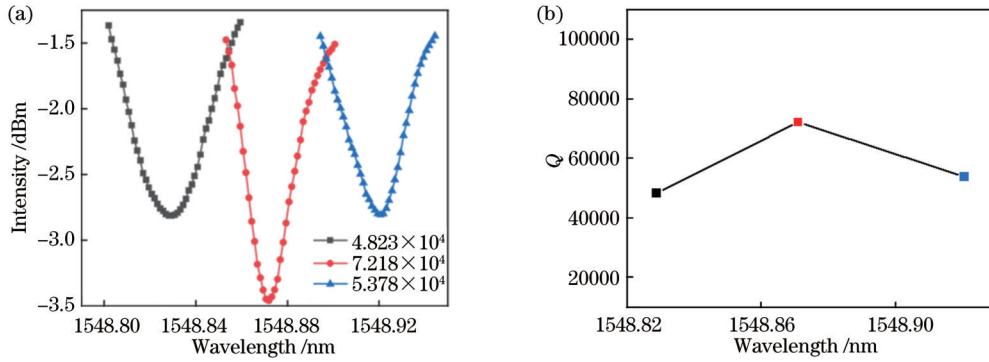 (a)
Intensity /dBm
−1.5
−2.0
−2.5
−3.0
−3.5
4.823×10⁴
7.218×10⁴
5.378×10⁴
1548.80 1548.84 1548.88 1548.92
Wavelength /nm
(b)
Q
100000
80000
60000
40000
20000
1548.82 1548.86 1548.90
Wavelength /nm